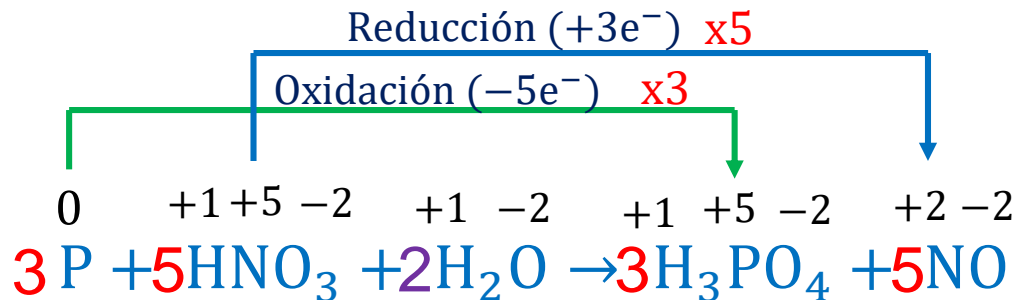 Reducción (+3e⁻) x5
Oxidación (−5e⁻) x3
0 +1 +5 −2 +1 −2 +1 +5 −2 +2 −2
3 P + 5HNO₃ + 2H₂O → 3H₃PO₄ + 5NO